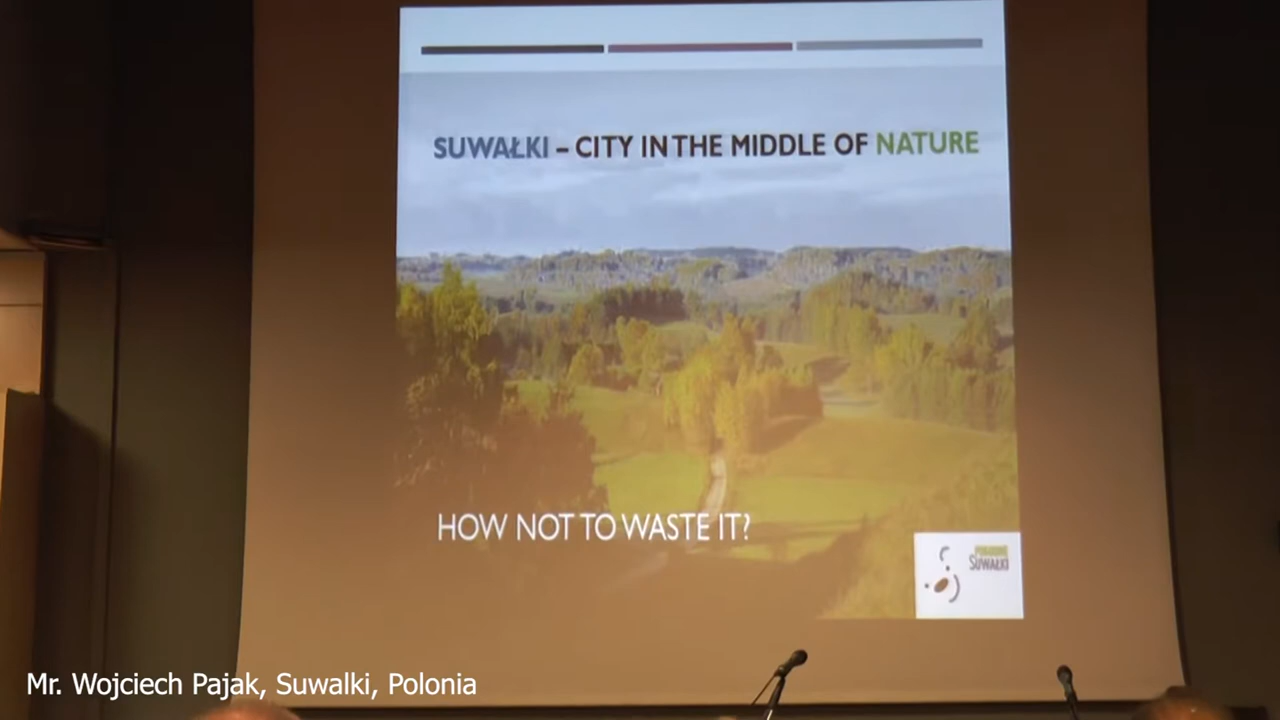 SUWAŁKI – CITY IN THE MIDDLE OF NATURE
HOW NOT TO WASTE IT?
SUWAŁKI
Mr. Wojciech Pajak, Suwalki, Polonia